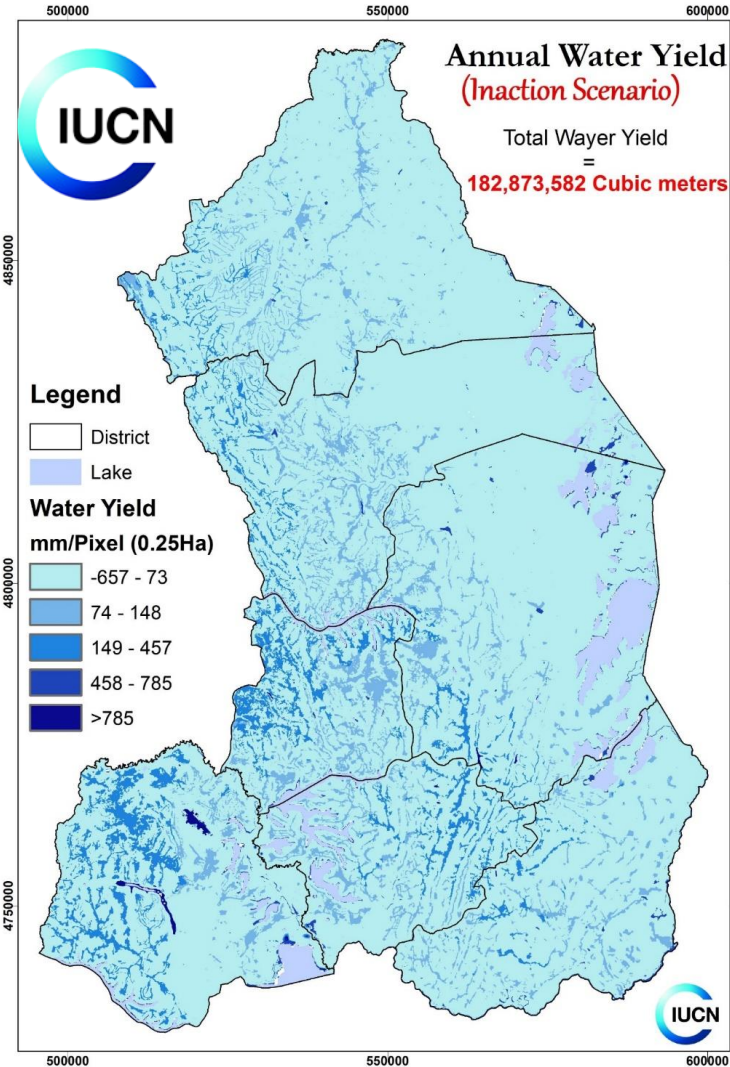 500000 550000 600000
IUCN
Annual Water Yield
(Inaction Scenario)
Total Wayer Yield
=
182,873,582 Cubic meters
4850000
Legend
District
Lake
Water Yield
mm/Pixel (0.25Ha)
-657 - 73
74 - 148
149 - 457
458 - 785
>785
4800000
4750000
IUCN
500000 550000 600000